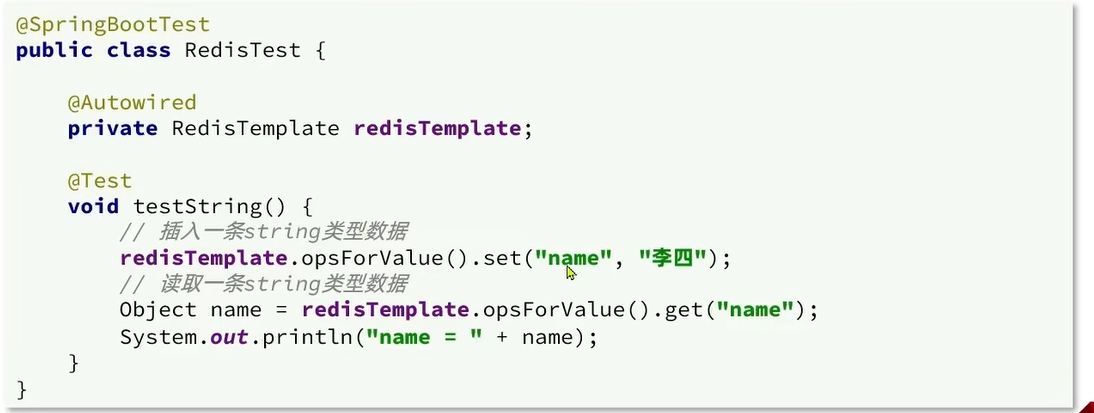 @SpringBootTest
public class RedisTest {
@Autowired
private RedisTemplate redisTemplate;
@Test
void testString() {
// 插入一条string类型数据
redisTemplate.opsForValue().set("name", "李四");
// 读取一条string类型数据
Object name = redisTemplate.opsForValue().get("name");
System.out.println("name = " + name);
}
}